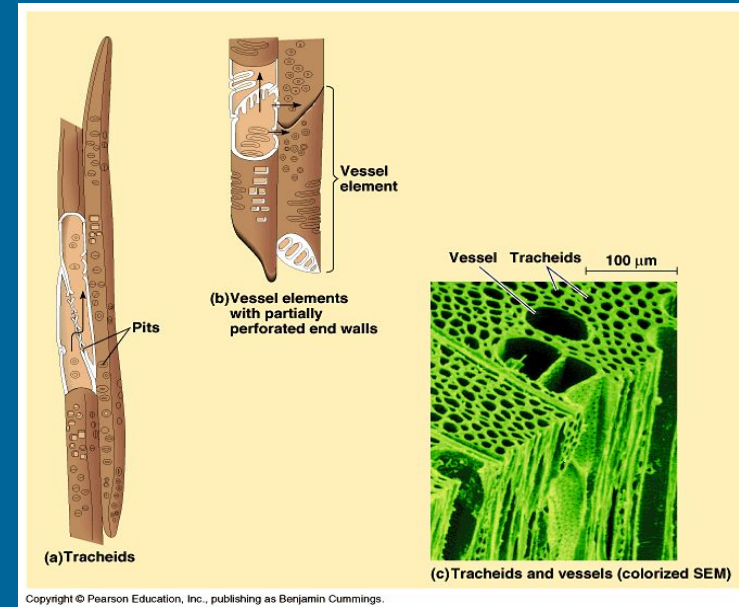 Vessel
element
(b)Vessel elements
with partially
perforated end walls
Pits
(a)Tracheids
Vessel Tracheids 100 μm
(c)Tracheids and vessels (colorized SEM)
Copyright © Pearson Education, Inc., publishing as Benjamin Cummings.